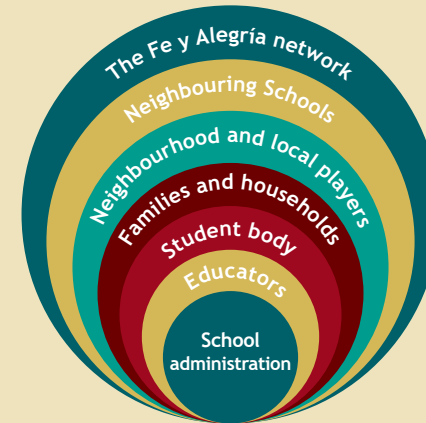 The Fe y Alegría network
Neighbouring Schools
Neighbourhood and local players
Families and households
Student body
Educators
School
administration